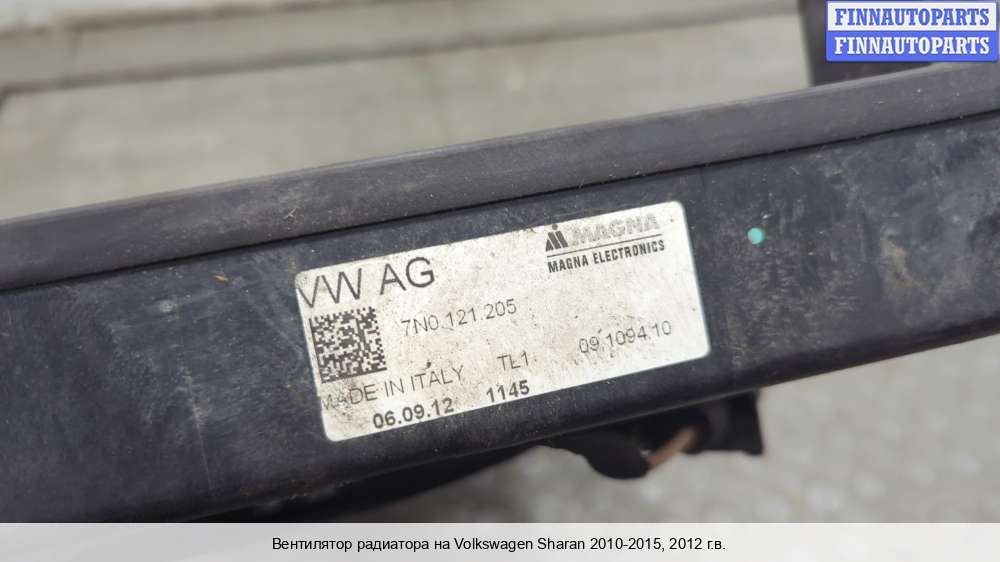 FINNAUTOPARTS
FINNAUTOPARTS
MAGNA
MAGNA ELECTRONICS
VW AG
7N0.121.205
09.1094.10
MADE IN ITALY TL1
06.09.12 1145
Вентилятор радиатора на Volkswagen Sharan 2010-2015, 2012 г.в.